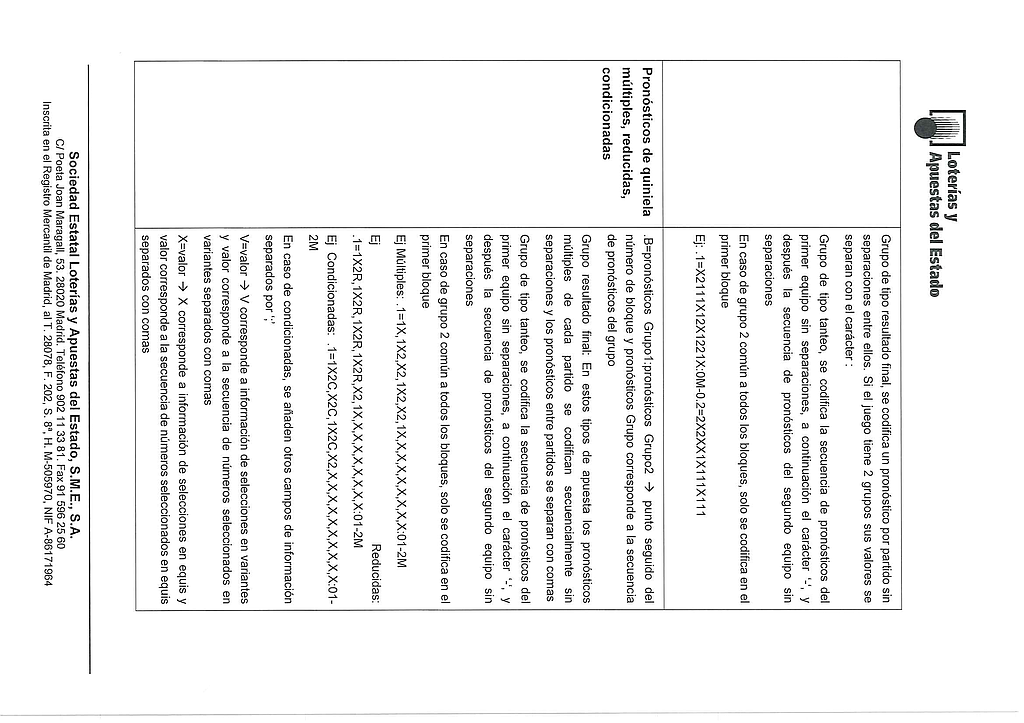 Loterías y
Apuestas del Estado
Grupo de tipo resultado final, se codifica un pronóstico por partido sin
separaciones entre ellos. Si el juego tiene 2 grupos sus valores se
separan con el carácter :
Grupo de tipo tanteo, se codifica la secuencia de pronósticos del
primer equipo sin separaciones, a continuación el carácter '-', y
después la secuencia de pronósticos del segundo equipo sin
separaciones
En caso de grupo 2 común a todos los bloques, solo se codifica en el
primer bloque
Ej: .1=X2111X12X1221X:0M-0.2=2X2XX1X111X111
Pronósticos de quiniela
múltiples, reducidas,
condicionadas
.B=pronósticos Grupo1:pronósticos Grupo2 → punto seguido del
número de bloque y pronósticos Grupo corresponde a la secuencia
de pronósticos del grupo
Grupo resultado final: En estos tipos de apuesta los pronósticos
múltiples de cada partido se codifican secuencialmente sin
separaciones y los pronósticos entre partidos se separan con comas
Grupo de tipo tanteo, se codifica la secuencia de pronósticos del
primer equipo sin separaciones, a continuación el carácter '-', y
después la secuencia de pronósticos del segundo equipo sin
separaciones
En caso de grupo 2 común a todos los bloques, solo se codifica en el
primer bloque
Ej Múltiples: .1=1X,1X2,X2,1X2,X2,1X,X,X,X,X,X,X,X,X:01-2M
Ej Reducidas:
.1=1X2R,1X2R,1X2R,1X2R,X2,1X,X,X,X,X,X,X,X,X:01-2M
Ej Condicionadas: .1=1X2C,X2C,1X2C,X2,X,X,X,X,X,X,X,X,X,X:01-
2M
En caso de condicionadas, se añaden otros campos de información
separados por ';'
V=valor → V corresponde a información de selecciones en variantes
y valor corresponde a la secuencia de números seleccionados en
variantes separados con comas
X=valor → X corresponde a información de selecciones en equis y
valor corresponde a la secuencia de números seleccionados en equis
separados con comas
Sociedad Estatal Loterías y Apuestas del Estado, S.M.E., S.A.
C/ Poeta Joan Maragall, 53. 28020 Madrid. Teléfono 902 11 33 81. Fax 91 596 25 60
Inscrita en el Registro Mercantil de Madrid, al T. 28078, F. 202, S. 8ª, H. M-505970, NIF A-86171964